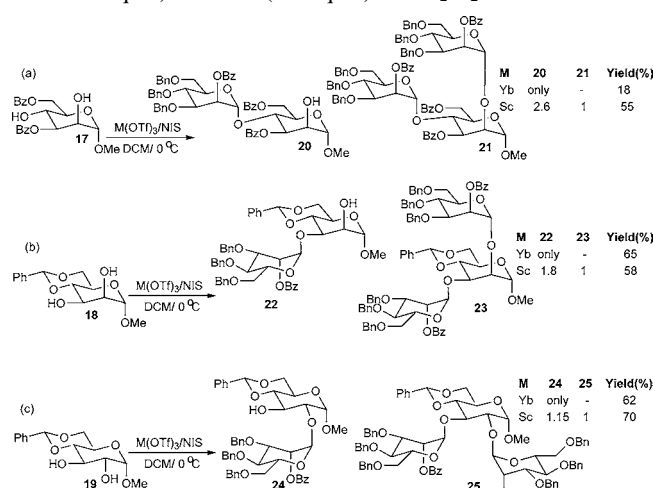 (a)
BzO
OH
HO
BzO
17
OMe
M(OTf)3/NIS
DCM/ 0 °C
BnO
OBz
BnO
BnO
O
BzO
OH
O
BzO
20
OMe
BnO
OBz
BnO
BnO
O
BnO
OBz
BnO
BnO
O
BzO
O
O
BzO
21
OMe
M 20 21 Yield(%)
Yb only - 18
Sc 2.6 1 55
(b)
Ph
O
O
OH
O
HO
18
OMe
M(OTf)3/NIS
DCM/ 0 °C
Ph
O
O
OH
O
O
OMe
BnO
BnO
O
BnO
OBz
22
BnO
OBz
BnO
BnO
O
Ph
O
O
O
O
O
OMe
BnO
BnO
O
BnO
OBz
23
M 22 23 Yield(%)
Yb only - 65
Sc 1.8 1 58
(c)
Ph
O
O
O
HO
OH
OMe
19
M(OTf)3/NIS
DCM/ 0 °C
Ph
O
O
O
HO
O
OMe
BnO
BnO
O
BnO
OBz
24
Ph
O
O
O
O
O
OMe
BnO
BnO
O
BnO
OBz
O
OBn
OBn
OBn
25
M 24 25 Yield(%)
Yb only - 62
Sc 1.15 1 70